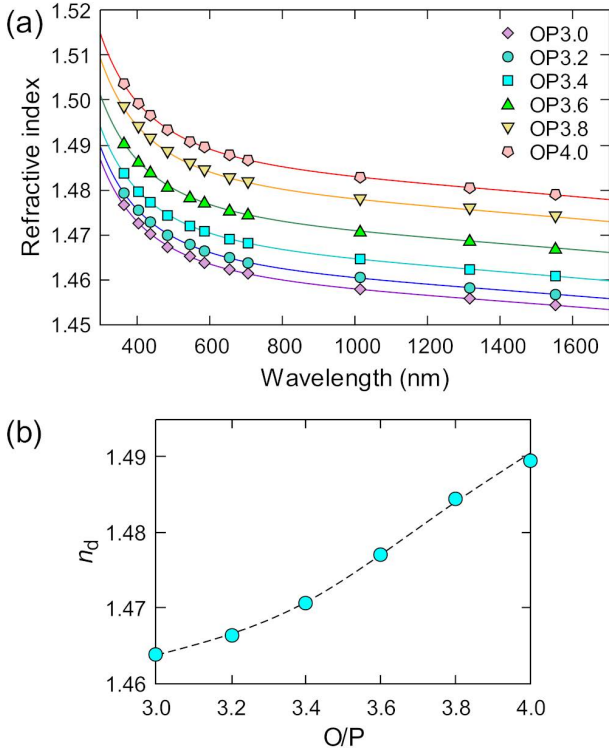 (a)
1.52
1.51
1.50
1.49
1.48
1.47
1.46
1.45
Refractive index
OP3.0
OP3.2
OP3.4
OP3.6
OP3.8
OP4.0
400 600 800 1000 1200 1400 1600
Wavelength (nm)
(b)
1.49
1.48
1.47
1.46
nd
3.0 3.2 3.4 3.6 3.8 4.0
O/P